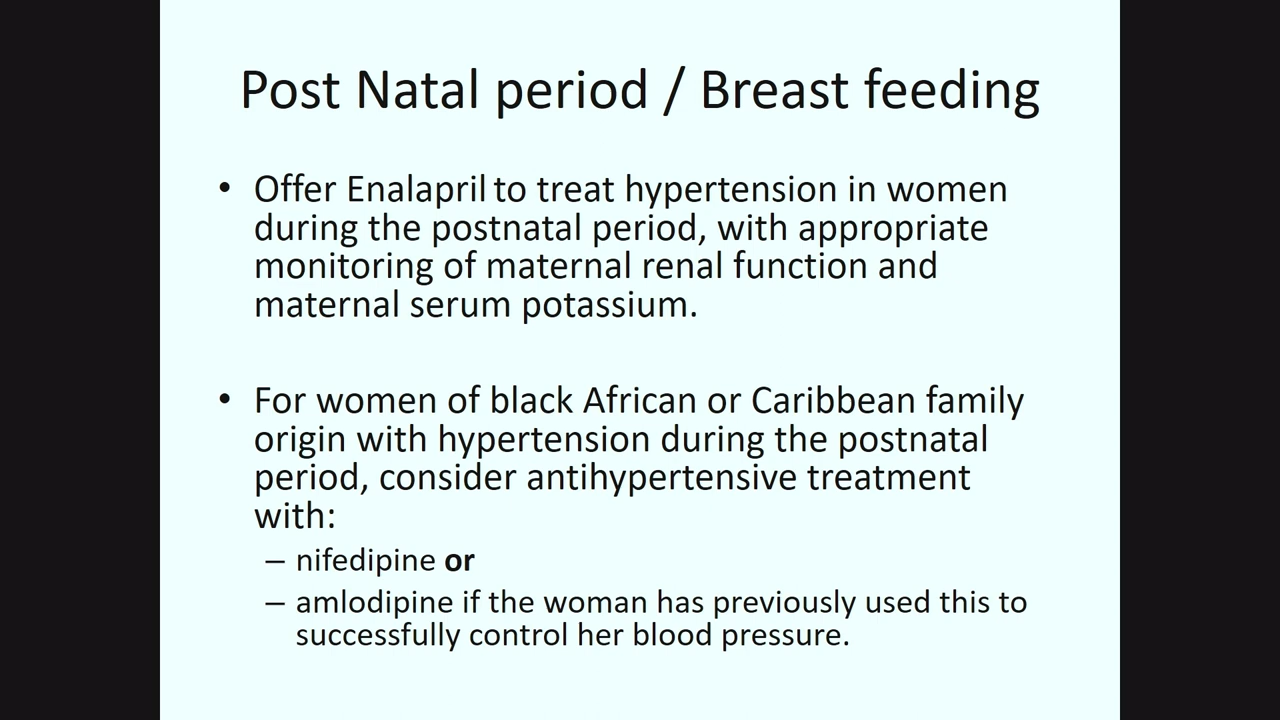 Post Natal period / Breast feeding
• Offer Enalapril to treat hypertension in women
during the postnatal period, with appropriate
monitoring of maternal renal function and
maternal serum potassium.
• For women of black African or Caribbean family
origin with hypertension during the postnatal
period, consider antihypertensive treatment
with:
– nifedipine or
– amlodipine if the woman has previously used this to
successfully control her blood pressure.